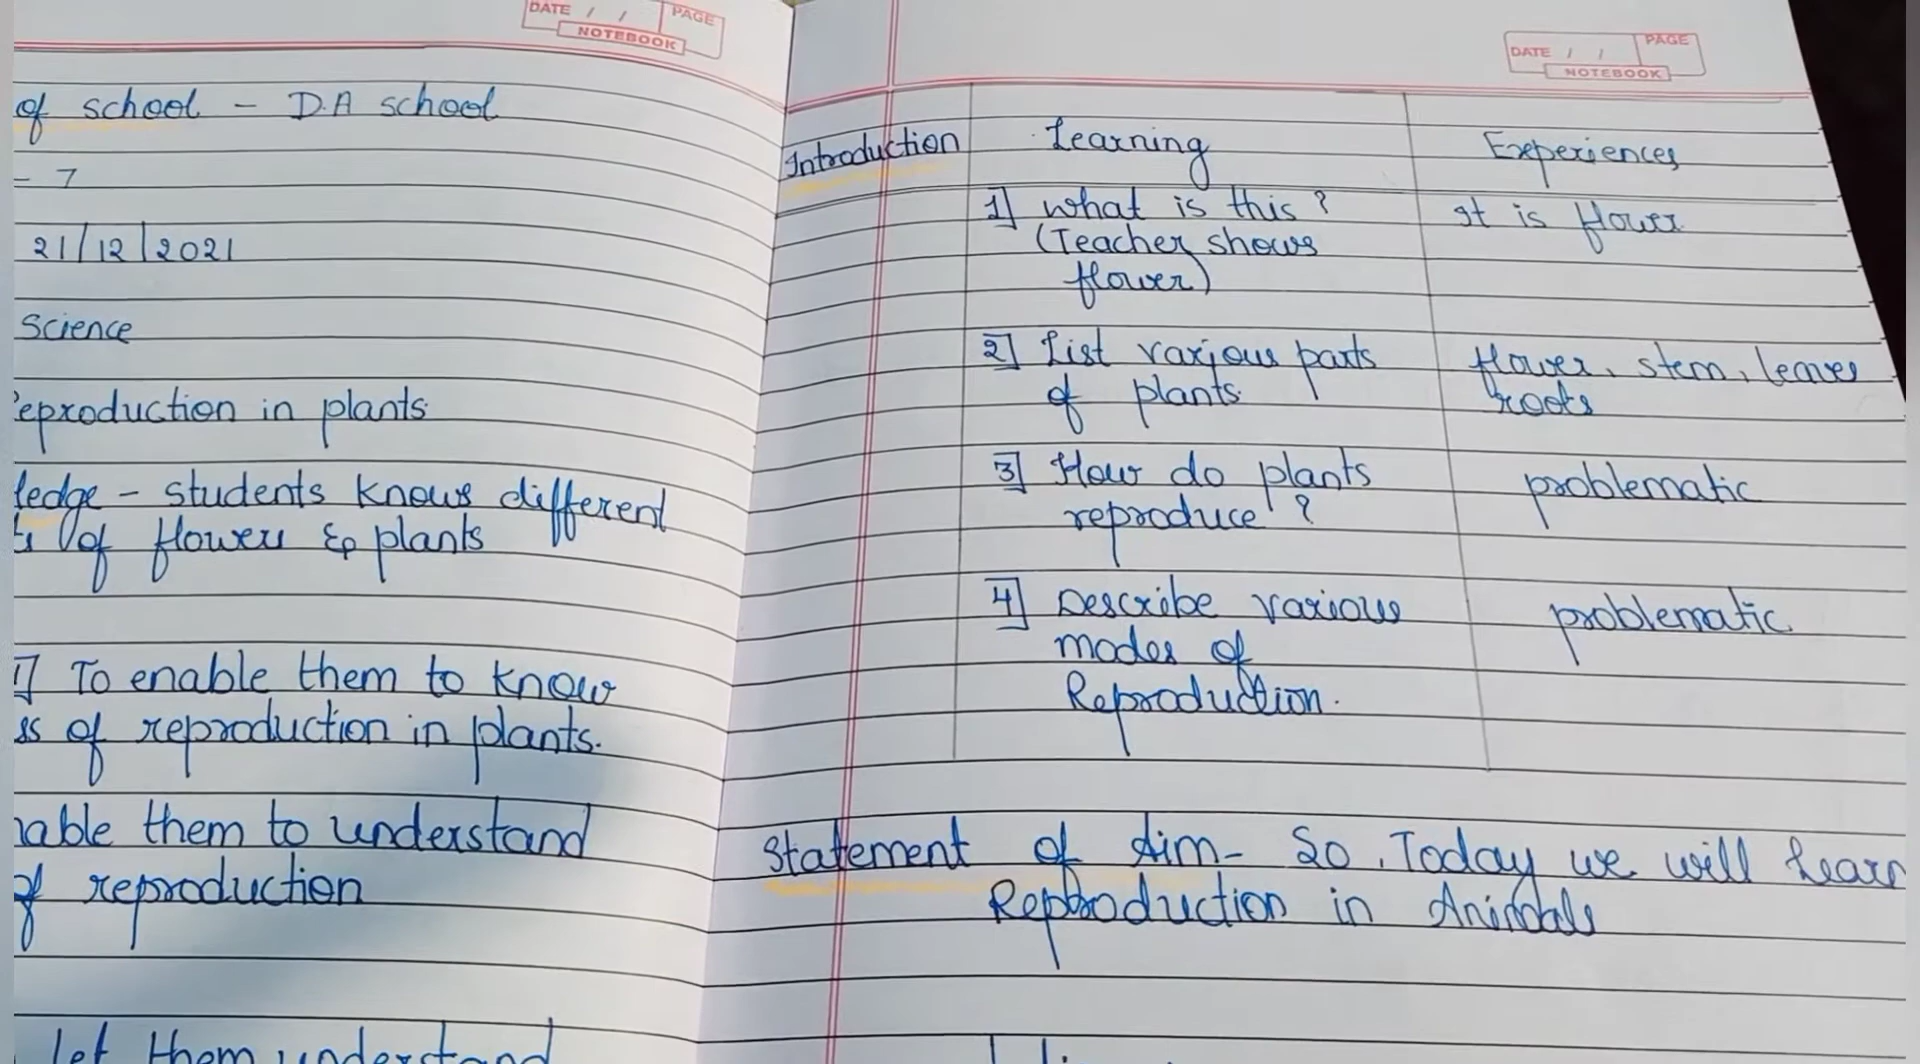 DATE / / PAGE
NOTEBOOK
of school - D.A school
- 7
21/12/2021
Science
eproduction in plants
ledge - students knows different
of flowers & plants
1] To enable them to know
ss of reproduction in plants.
nable them to understand
of reproduction
let them understand
DATE / / PAGE
NOTEBOOK
Introduction Learning Experiences
1] what is this ? It is flower
(Teacher shows
flower)
2] List various parts flower, stem, leaves
of plants. roots
3] How do plants problematic
reproduce ?
4] Describe various problematic
modes of
Reproduction.
Statement of Aim - So, Today we will learn
Reproduction in Animals